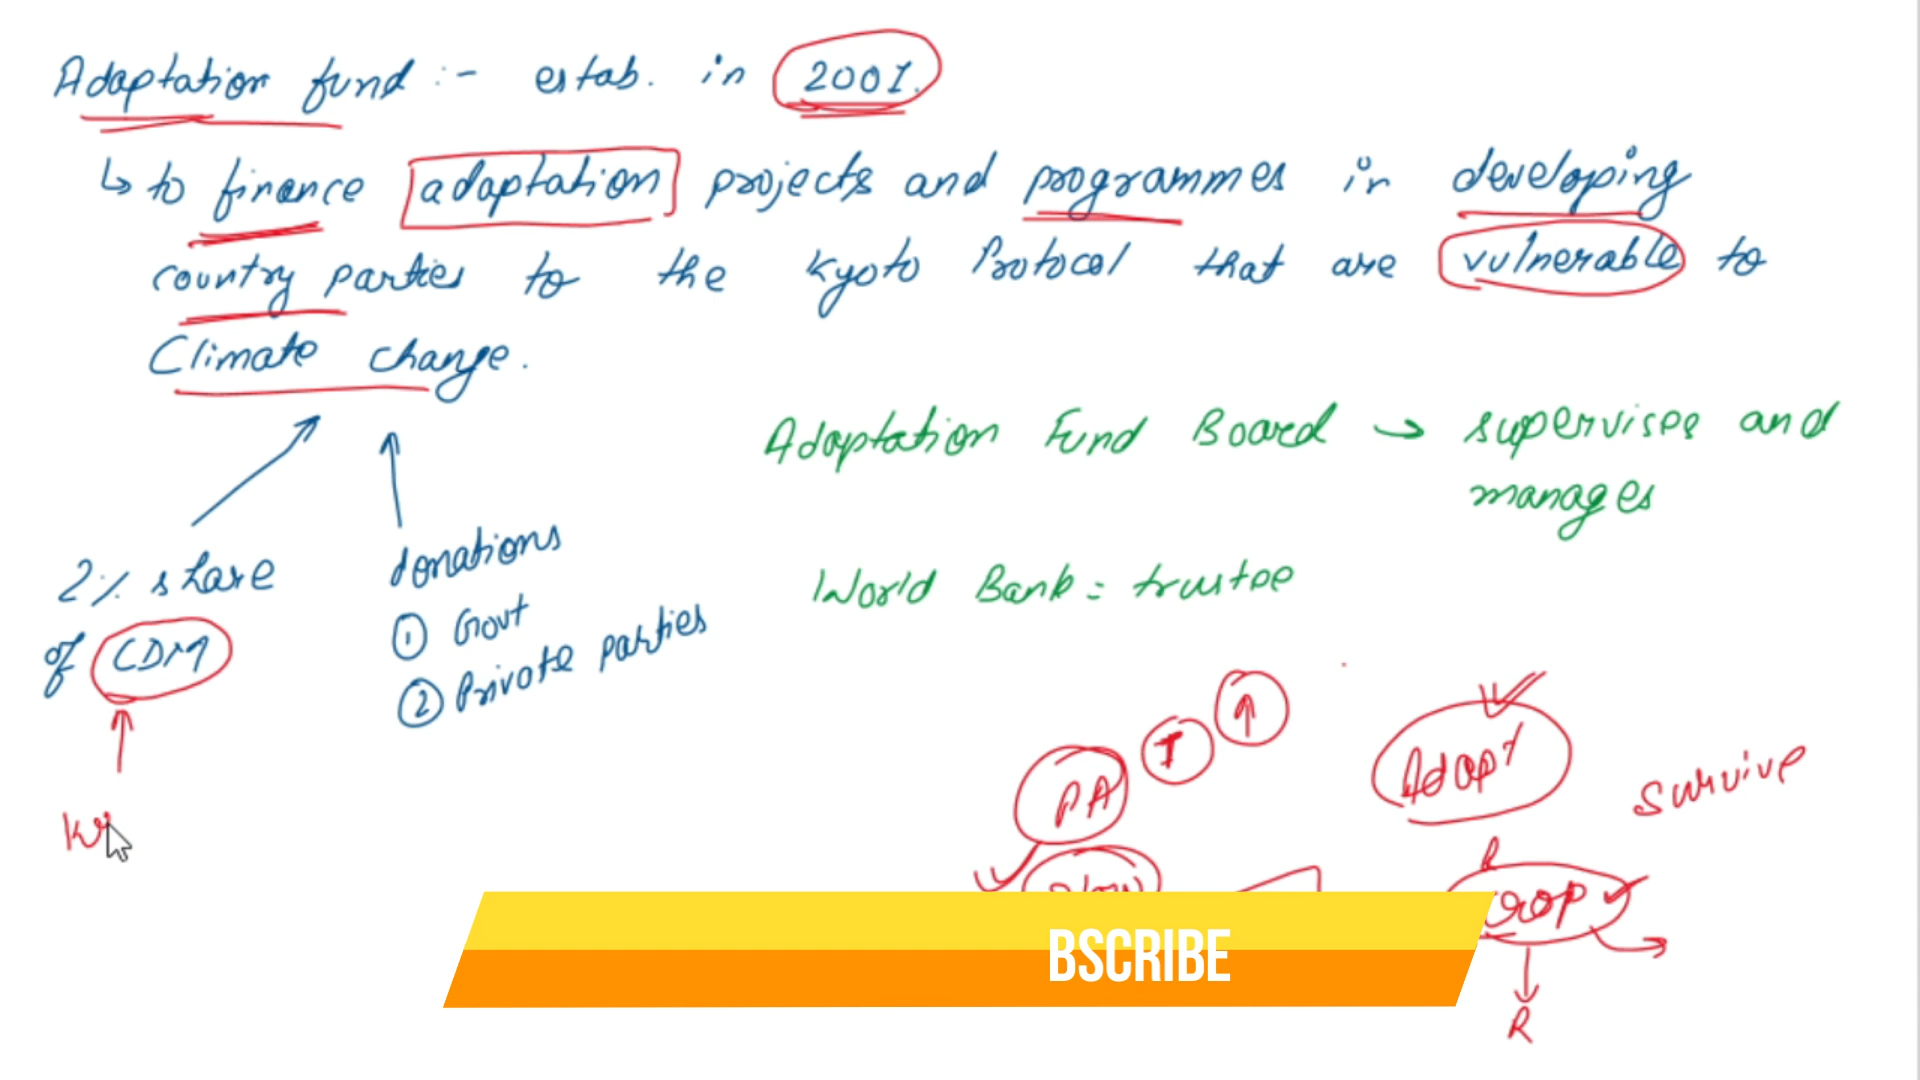 Adaptation fund :- estab. in 2001.
↳ to finance adaptation projects and programmes in developing
country parties to the Kyoto Protocol that are vulnerable to
Climate change.
Adaptation Fund Board → supervises and
manages
2% share
of CDM
donations
① Govt
② Private parties
World Bank = trustee
PA
T
↑
Adapt
survive
R
crop
R
BSCRIBE